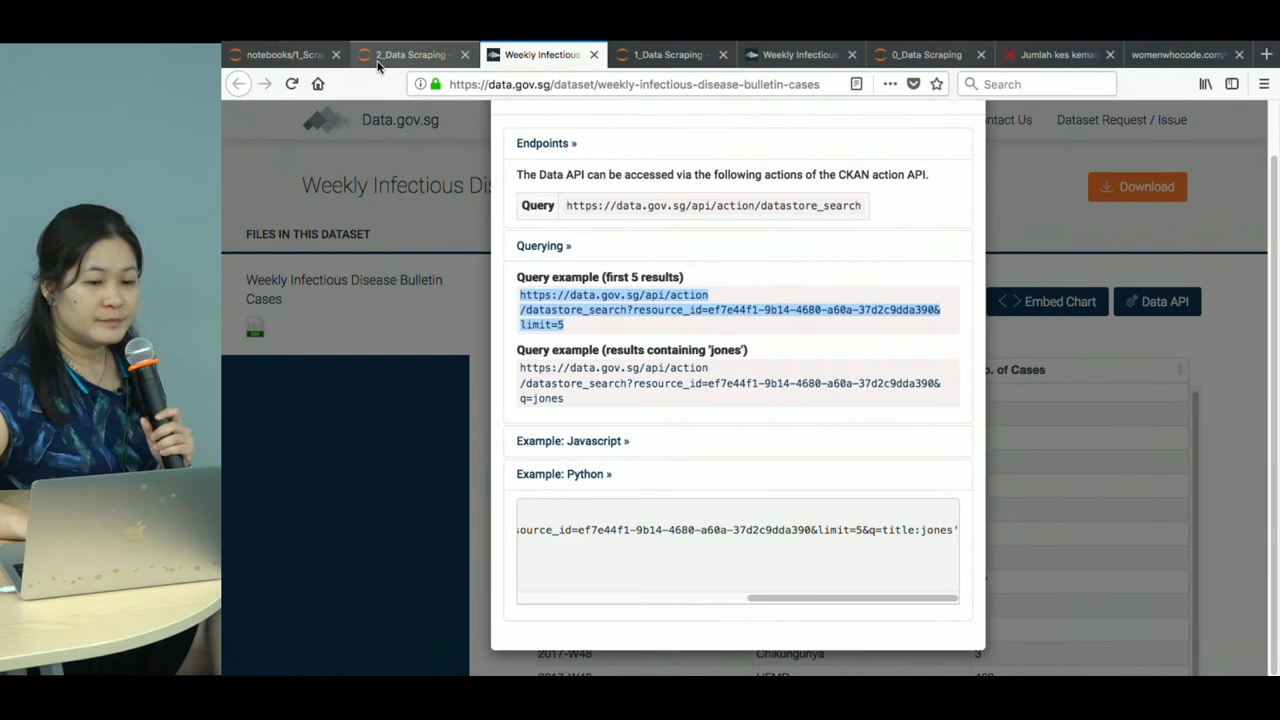 notebooks/1_Scra
2_Data Scraping -
Weekly Infectious
1_Data Scraping -
Weekly Infectious
0_Data Scraping
Jumlah kes kema
womenwhocode.com/
https://data.gov.sg/dataset/weekly-infectious-disease-bulletin-cases
Search
Data.gov.sg
ontact Us
Dataset Request / Issue
Weekly Infectious Dis
Download
FILES IN THIS DATASET
Weekly Infectious Disease Bulletin
Cases
Endpoints »
The Data API can be accessed via the following actions of the CKAN action API.
Query https://data.gov.sg/api/action/datastore_search
Querying »
Query example (first 5 results)
https://data.gov.sg/api/action
/datastore_search?resource_id=ef7e44f1-9b14-4680-a60a-37d2c9dda390&
limit=5
Query example (results containing 'jones')
https://data.gov.sg/api/action
/datastore_search?resource_id=ef7e44f1-9b14-4680-a60a-37d2c9dda390&
q=jones
Example: Javascript »
Example: Python »
source_id=ef7e44f1-9b14-4680-a60a-37d2c9dda390&limit=5&q=title:jones'
Embed Chart
Data API
o. of Cases
2017-W48 Chikungunya 3